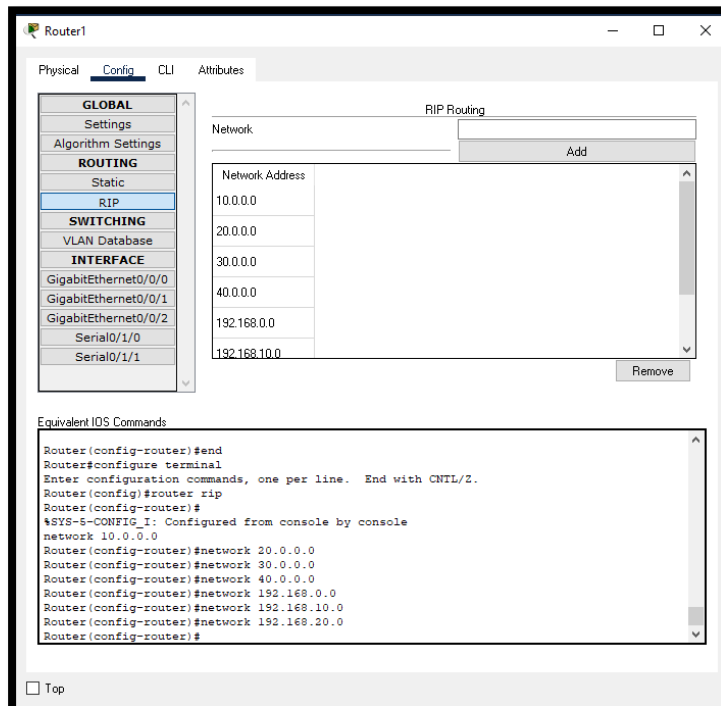 Router1
Physical Config CLI Attributes
GLOBAL
Settings
Algorithm Settings
ROUTING
Static
RIP
SWITCHING
VLAN Database
INTERFACE
GigabitEthernet0/0/0
GigabitEthernet0/0/1
GigabitEthernet0/0/2
Serial0/1/0
Serial0/1/1
RIP Routing
Network
Add
Network Address
10.0.0.0
20.0.0.0
30.0.0.0
40.0.0.0
192.168.0.0
192.168.10.0
Remove
Equivalent IOS Commands
Router(config-router)#end
Router#configure terminal
Enter configuration commands, one per line. End with CNTL/Z.
Router(config)#router rip
Router(config-router)#
%SYS-5-CONFIG_I: Configured from console by console
network 10.0.0.0
Router(config-router)#network 20.0.0.0
Router(config-router)#network 30.0.0.0
Router(config-router)#network 40.0.0.0
Router(config-router)#network 192.168.0.0
Router(config-router)#network 192.168.10.0
Router(config-router)#network 192.168.20.0
Router(config-router)#
Top